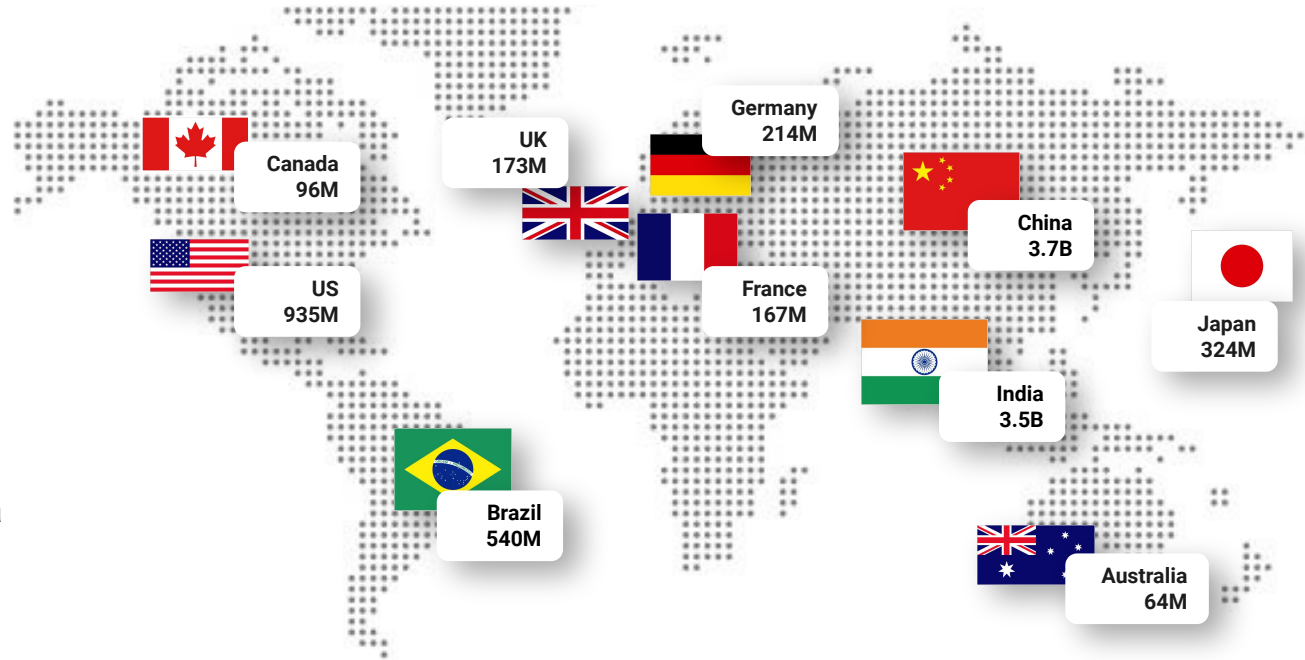 Germany
214M
UK
173M
Canada
96M
China
3.7B
US
935M
France
167M
Japan
324M
India
3.5B
Brazil
540M
Australia
64M